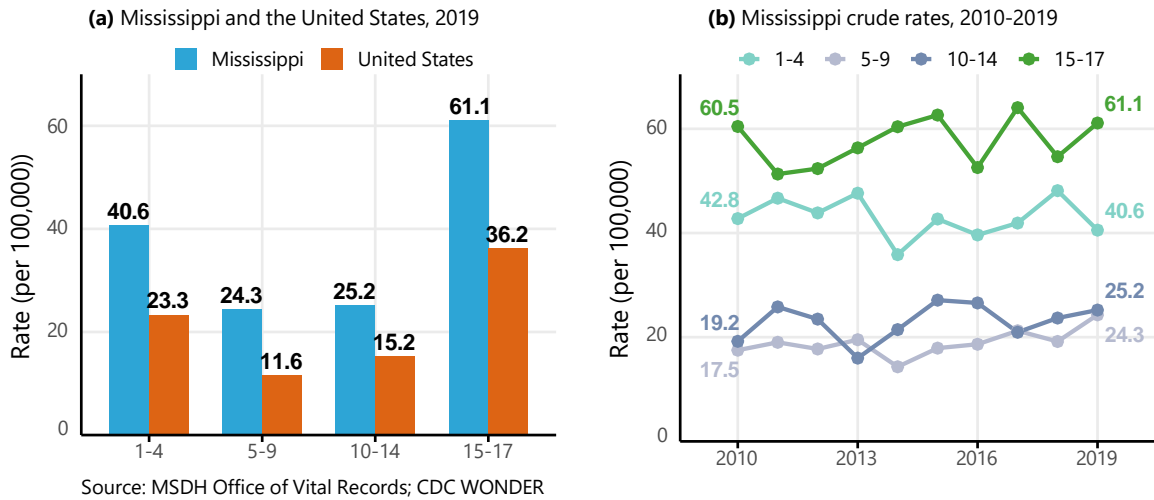 (a) Mississippi and the United States, 2019
Mississippi United States
Rate (per 100,000))
60
40
20
0
40.6
23.3
24.3
11.6
25.2
15.2
61.1
36.2
1-4 5-9 10-14 15-17
Source: MSDH Office of Vital Records; CDC WONDER
(b) Mississippi crude rates, 2010-2019
1-4 5-9 10-14 15-17
Rate (per 100,000)
60
40
20
0
60.5 61.1
42.8 40.6
19.2 25.2
17.5 24.3
2010 2013 2016 2019